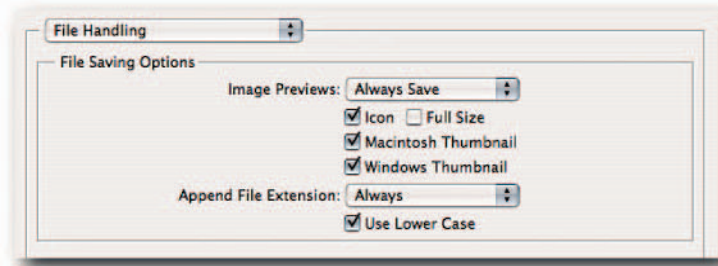 File Handling
File Saving Options
Image Previews: Always Save
Icon Full Size
Macintosh Thumbnail
Windows Thumbnail
Append File Extension: Always
Use Lower Case